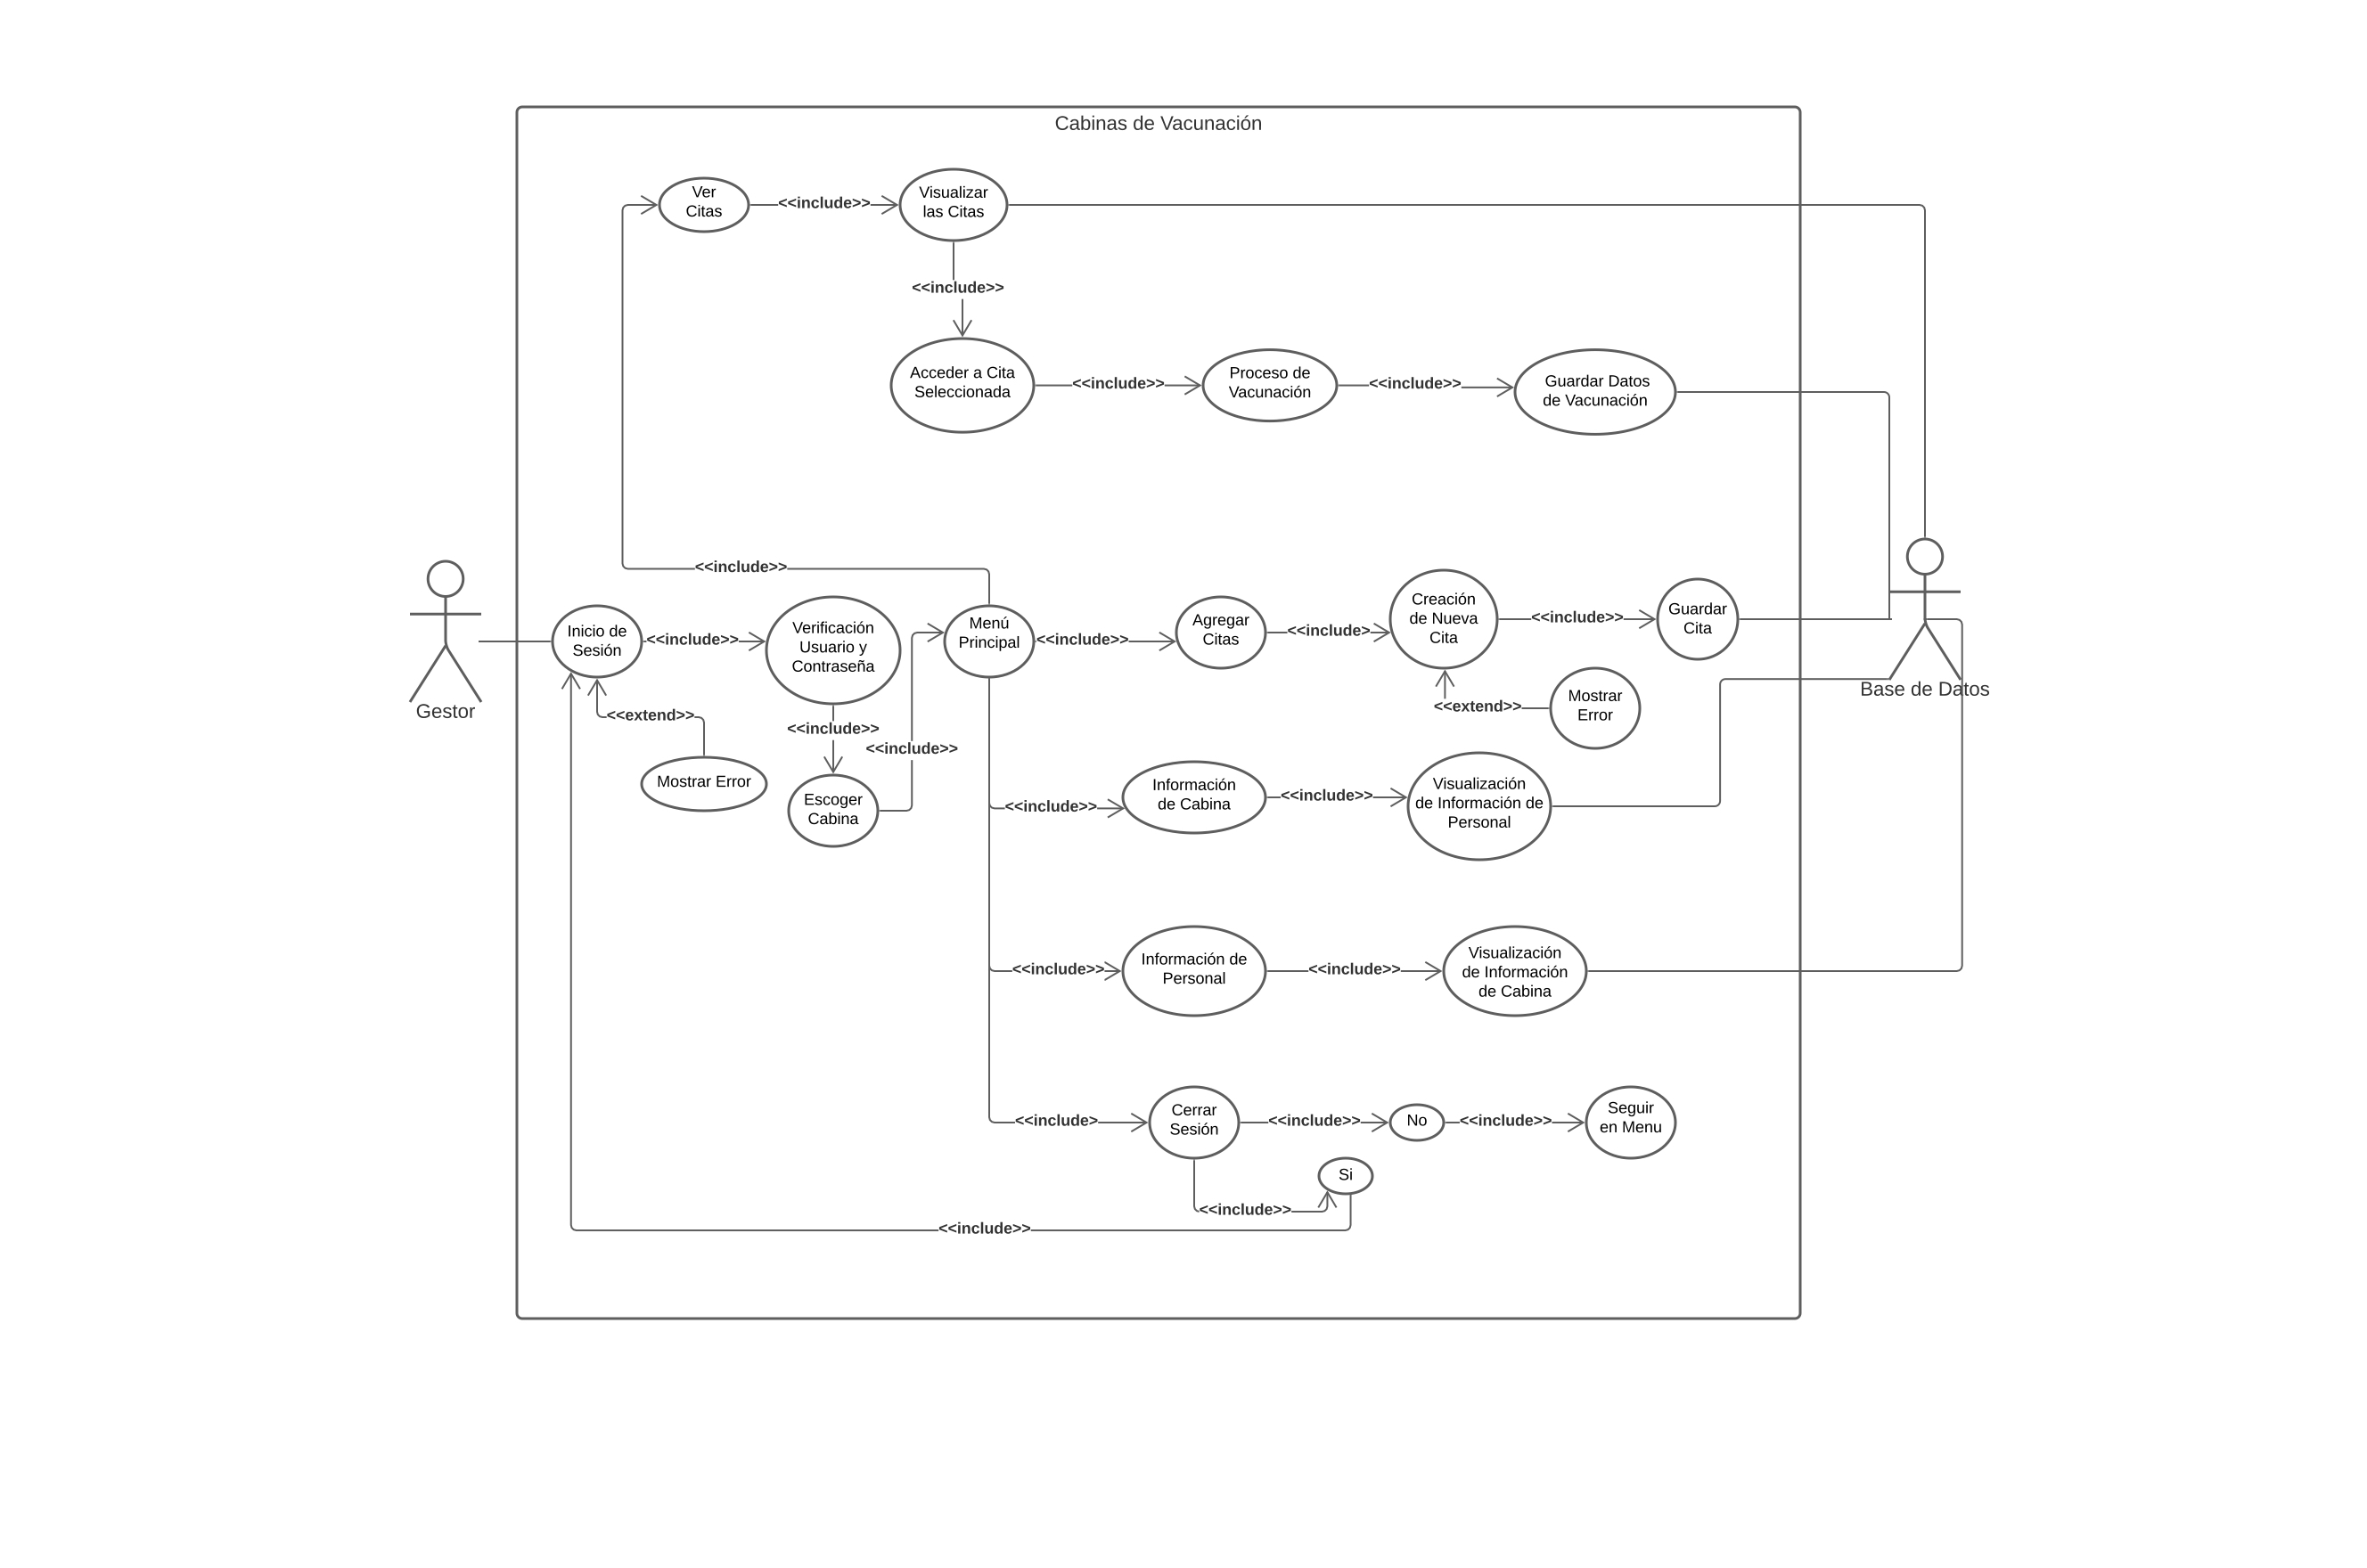 Cabinas de Vacunación
Ver
Citas
<<include>>
Visualizar
las Citas
<<include>>
Acceder a Cita
Seleccionada
<<include>>
Proceso de
Vacunación
<<include>>
Guardar Datos
de Vacunación
<<include>>
Gestor
Inicio de
Sesión
<<include>>
Verificación
Usuario y
Contraseña
Menú
Principal
<<include>>
Agregar
Citas
<<include>>
Creación
de Nueva
Cita
<<include>>
Guardar
Cita
Base de Datos
<<extend>>
Mostrar
Error
<<extend>>
Mostrar Error
<<include>>
<<include>>
Escoger
Cabina
<<include>>
Información
de Cabina
<<include>>
Visualización
de Información de
Personal
<<include>>
Información de
Personal
<<include>>
Visualización
de Información
de Cabina
<<include>
Cerrar
Sesión
<<include>>
No
<<include>>
Seguir
en Menu
Si
<<include>>
<<include>>